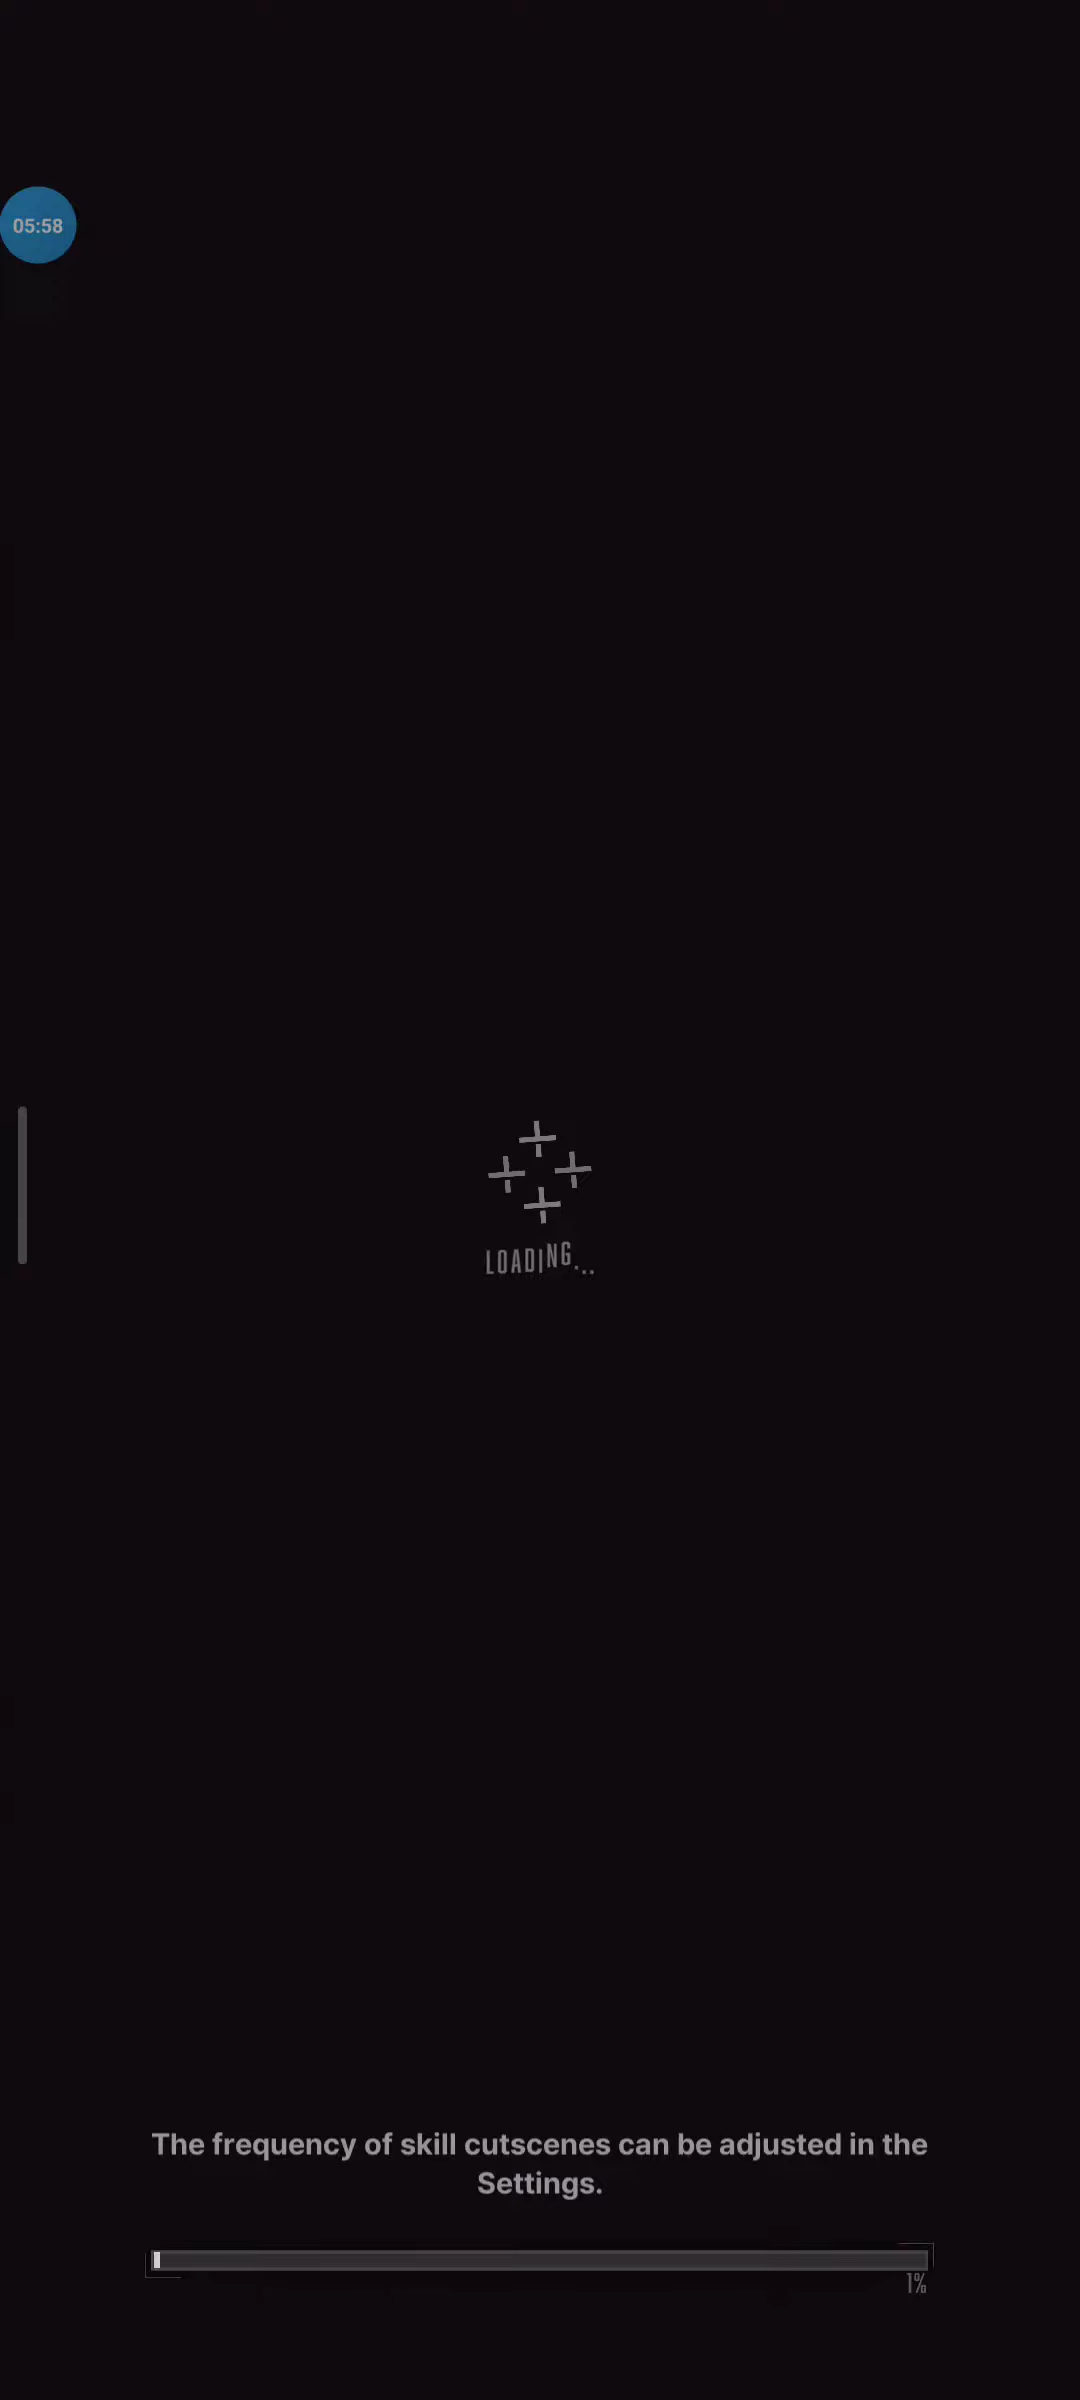 05:58
LOADING...
The frequency of skill cutscenes can be adjusted in the
Settings.
1%